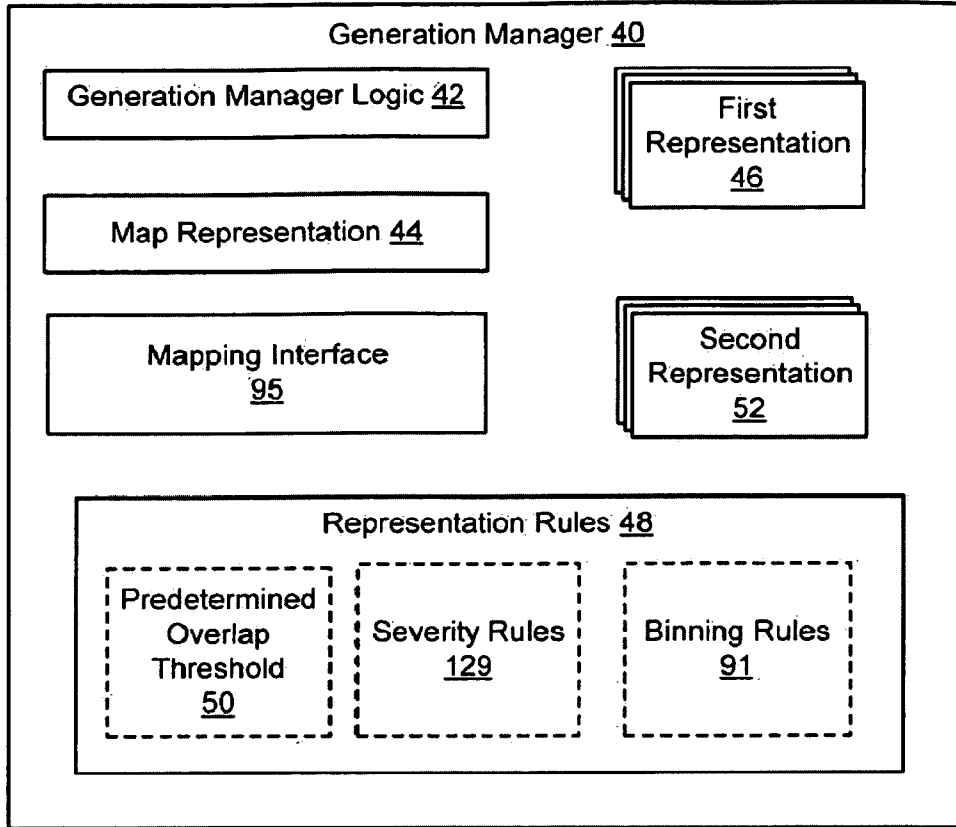 Generation Manager 40
Generation Manager Logic 42
First
Representation
46
Map Representation 44
Mapping Interface
95
Second
Representation
52
Representation Rules 48
Predetermined
Overlap
Threshold
50
Severity Rules
129
Binning Rules
91